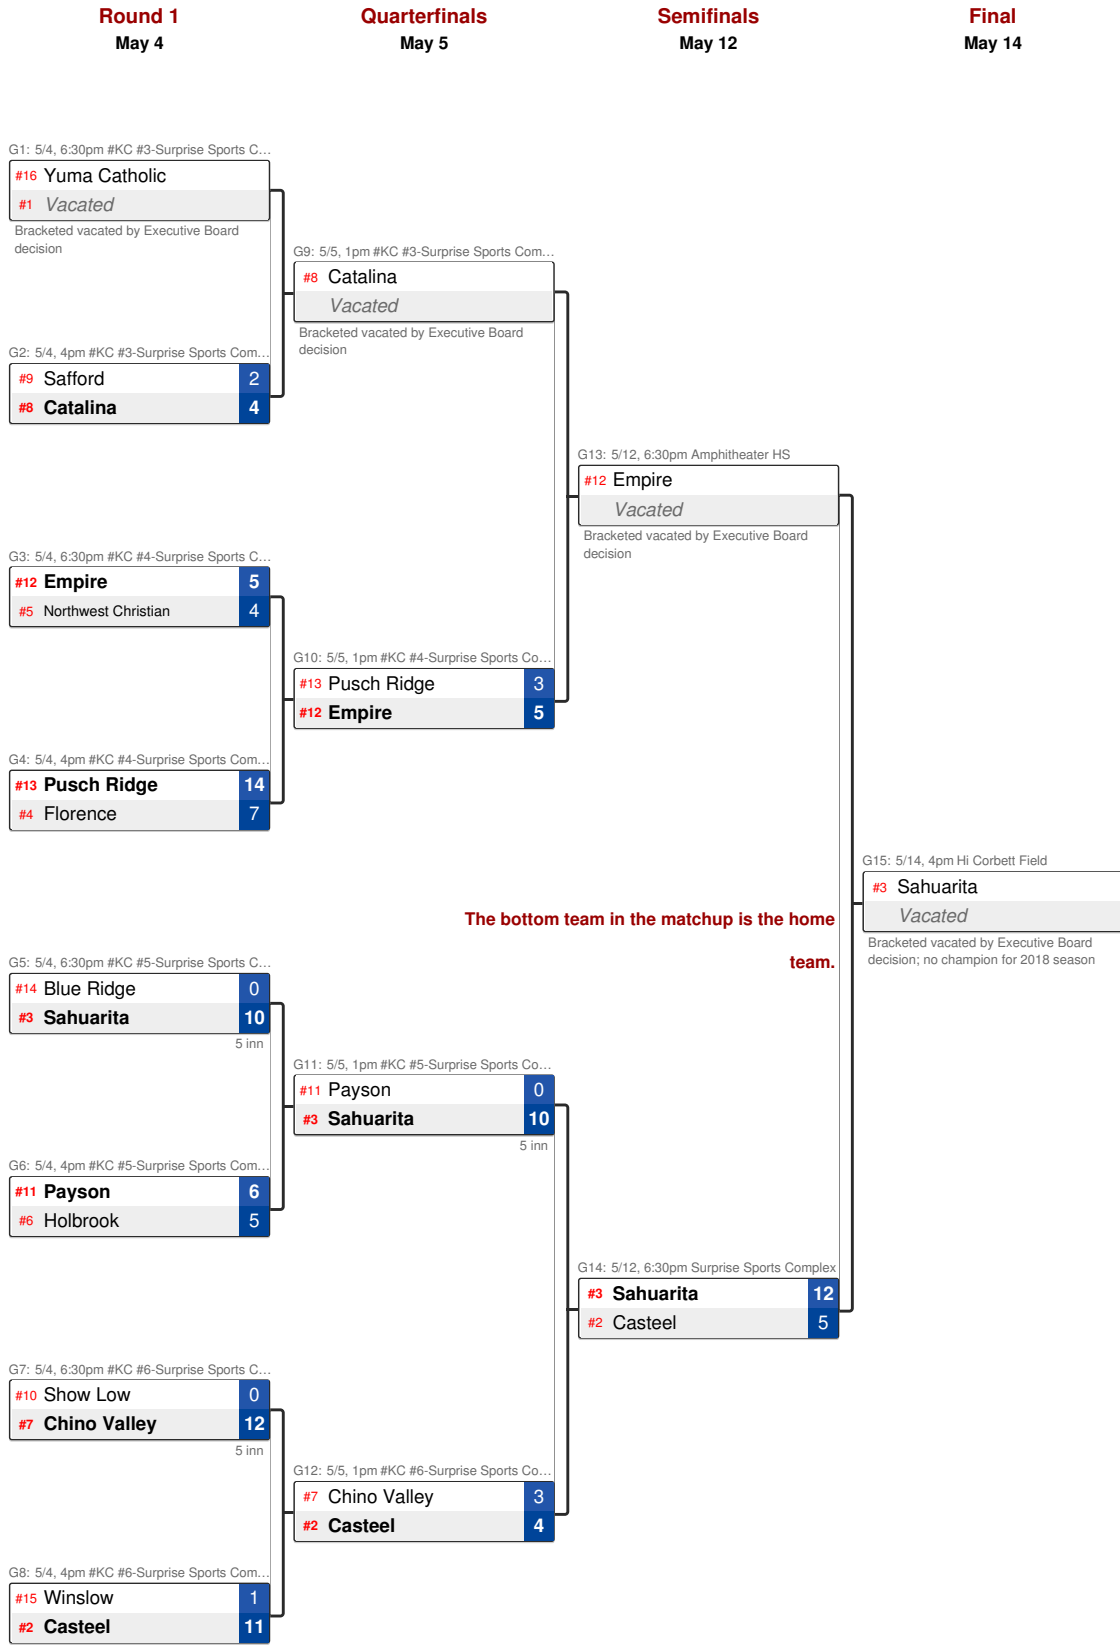 Round 1
May 4
Quarterfinals
May 5
Semifinals
May 12
Final
May 14
G1: 5/4, 6:30pm #KC #3-Surprise Sports C...
#16 Yuma Catholic
#1 Vacated
Bracketed vacated by Executive Board
decision
G2: 5/4, 4pm #KC #3-Surprise Sports Com...
#9 Safford 2
#8 Catalina 4
G3: 5/4, 6:30pm #KC #4-Surprise Sports C...
#12 Empire 5
#5 Northwest Christian 4
G4: 5/4, 4pm #KC #4-Surprise Sports Com...
#13 Pusch Ridge 14
#4 Florence 7
G5: 5/4, 6:30pm #KC #5-Surprise Sports C...
#14 Blue Ridge 0
#3 Sahuarita 10
5 inn
G6: 5/4, 4pm #KC #5-Surprise Sports Com...
#11 Payson 6
#6 Holbrook 5
G7: 5/4, 6:30pm #KC #6-Surprise Sports C...
#10 Show Low 0
#7 Chino Valley 12
5 inn
G8: 5/4, 4pm #KC #6-Surprise Sports Com...
#15 Winslow 1
#2 Casteel 11
G9: 5/5, 1pm #KC #3-Surprise Sports Com...
#8 Catalina
Vacated
Bracketed vacated by Executive Board
decision
G10: 5/5, 1pm #KC #4-Surprise Sports Co...
#13 Pusch Ridge 3
#12 Empire 5
G11: 5/5, 1pm #KC #5-Surprise Sports Co...
#11 Payson 0
#3 Sahuarita 10
5 inn
G12: 5/5, 1pm #KC #6-Surprise Sports Co...
#7 Chino Valley 3
#2 Casteel 4
G13: 5/12, 6:30pm Amphitheater HS
#12 Empire
Vacated
Bracketed vacated by Executive Board
decision
The bottom team in the matchup is the home
team.
G14: 5/12, 6:30pm Surprise Sports Complex
#3 Sahuarita 12
#2 Casteel 5
G15: 5/14, 4pm Hi Corbett Field
#3 Sahuarita
Vacated
Bracketed vacated by Executive Board
decision; no champion for 2018 season